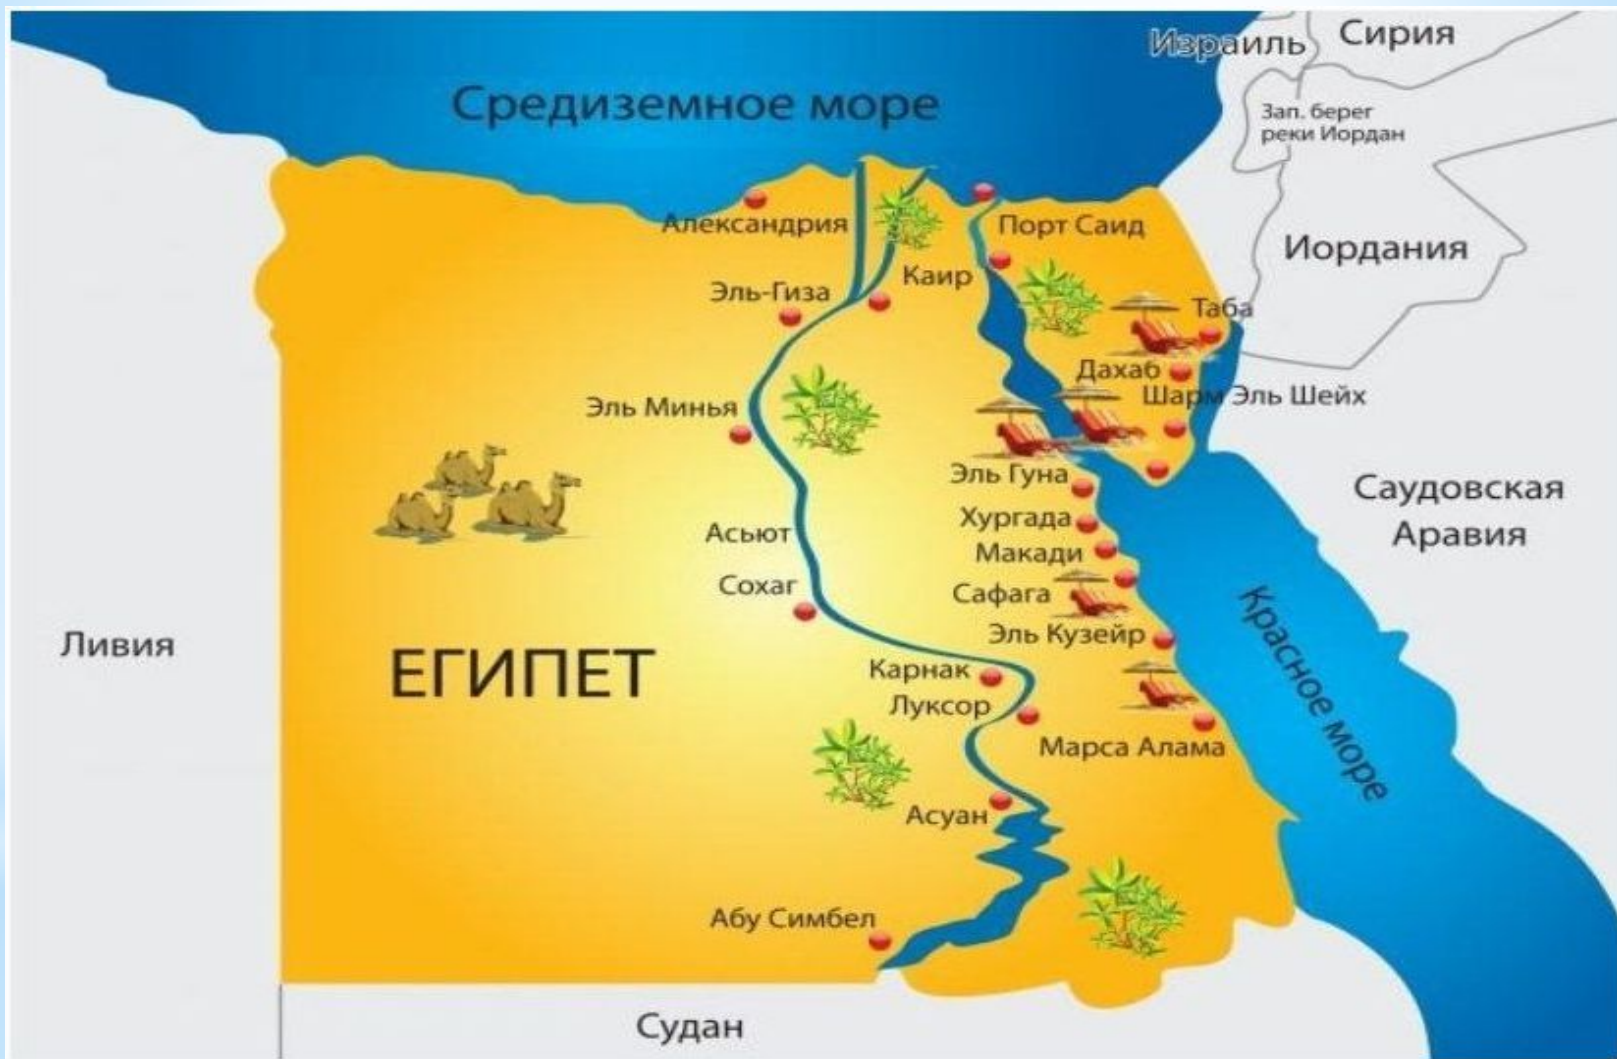 Израиль
Сирия
Средиземное море
Зап. берег
реки Иордан
Александрия
Порт Саид
Иордания
Каир
Эль-Гиза
Таба
Дахаб
Шарм Эль Шейх
Эль Минья
Эль Гуна
Саудовская
Аравия
Хургада
Асьют
Макади
Сохаг
Сафага
Эль Кузейр
Ливия
ЕГИПЕТ
Красное море
Карнак
Луксор
Марса Алама
Асуан
Абу Симбел
Судан